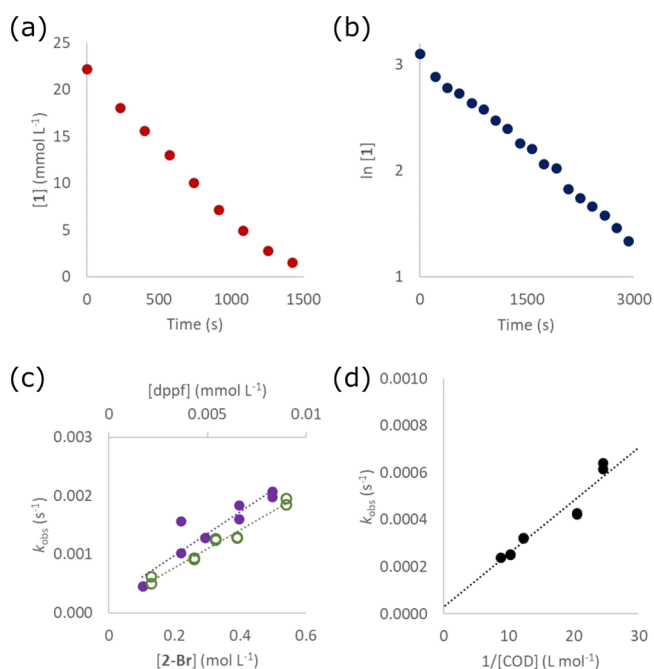 (a)
25
20
15
10
5
0
[1] (mmol L⁻¹)
0 500 1000 1500
Time (s)
(b)
3
2
1
ln [1]
0 1500 3000
Time (s)
(c)
[dppf] (mmol L⁻¹)
0 0.005 0.01
0.003
0.002
0.001
0.000
kobs (s⁻¹)
0 0.2 0.4 0.6
[2-Br] (mol L⁻¹)
(d)
0.0010
0.0008
0.0006
0.0004
0.0002
0.0000
kobs (s⁻¹)
0 10 20 30
1/[COD] (L mol⁻¹)